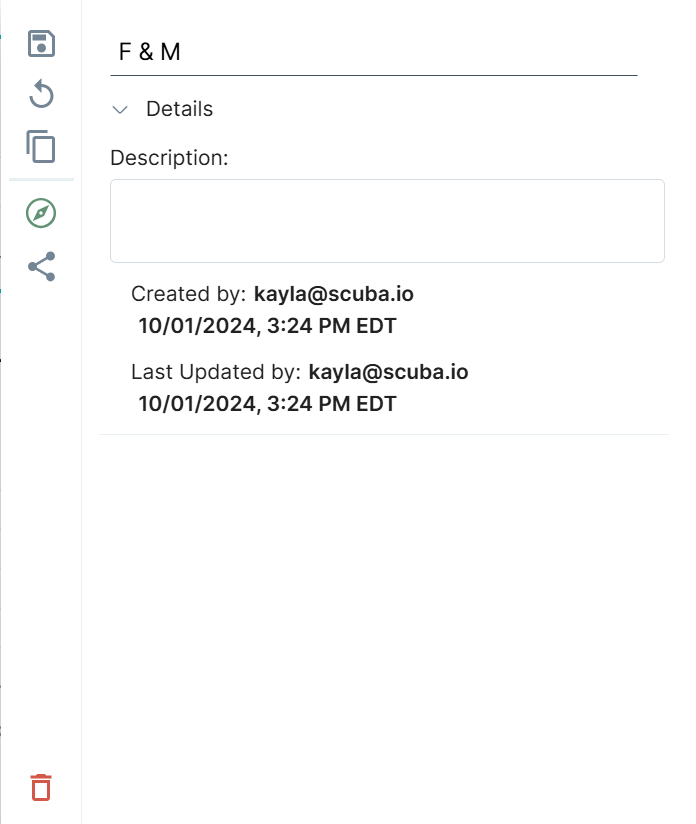 F & M
Details
Description:
Created by: kayla@scuba.io
10/01/2024, 3:24 PM EDT
Last Updated by: kayla@scuba.io
10/01/2024, 3:24 PM EDT